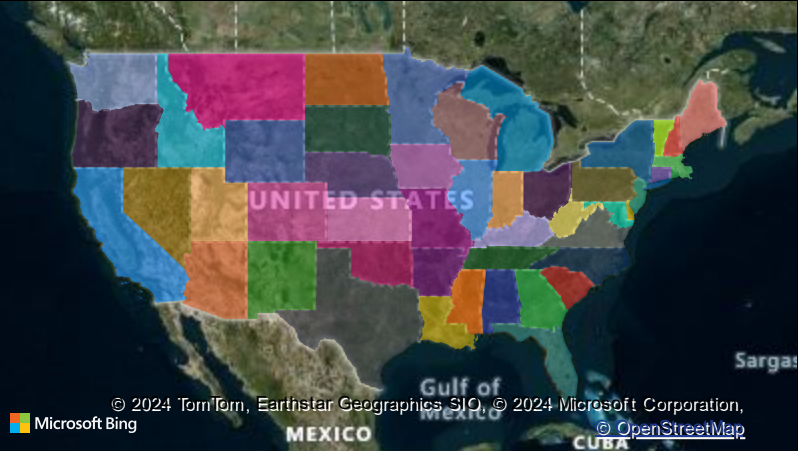 UNITED STATES
Sargas
Gulf of
Mexico
© 2024 TomTom, Earthstar Geographics SIO, © 2024 Microsoft Corporation,
© OpenStreetMap
Microsoft Bing
MEXICO
CUBA